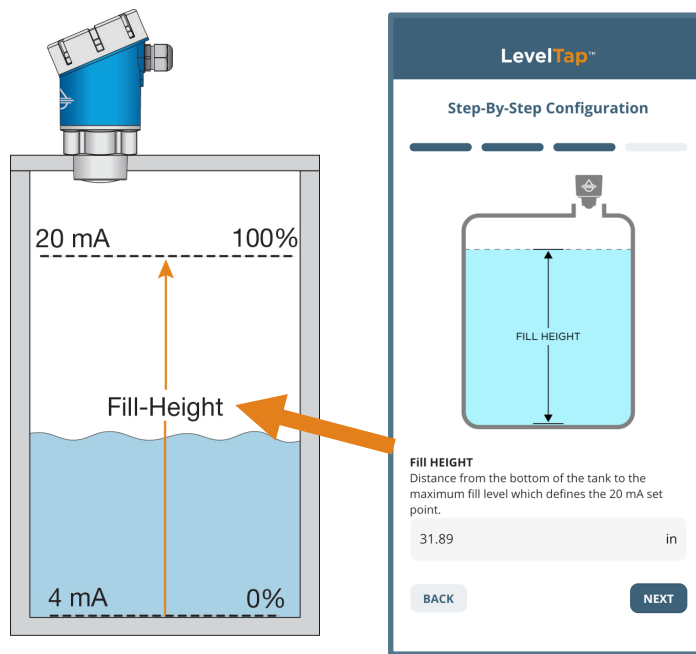 20 mA 100%
Fill-Height
4 mA 0%
LevelTap™
Step-By-Step Configuration
FILL HEIGHT
Fill HEIGHT
Distance from the bottom of the tank to the
maximum fill level which defines the 20 mA set
point.
31.89 in
BACK NEXT